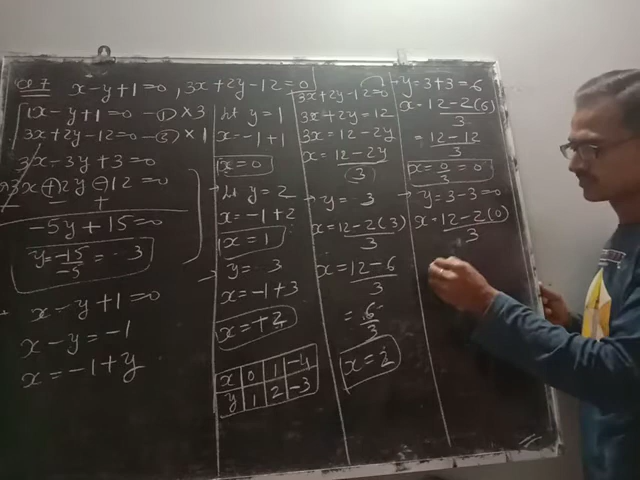 Q.7 x-y+1=0, 3x+2y-12=0
1x-y+1=0 -① ×3
3x+2y-12=0 -② ×1
3x-3y+3=0
3x+2y-12=0
+
-5y+15=0
y=-15/-5= 3
x-y+1=0
x-y=-1
x=-1+y
let y=1
x=-1+1
x=0
let y=2
x=-1+2
x=1
y= 3
x=-1+3
x=+2
x 0 1 -4
y 1 2 -3
3x+2y-12=0
3x+2y=12
3x=12-2y
x=12-2y/3
y= 3
x=12-2(3)/3
x=12-6/3
=6/3
x=2
y=3+3=6
x=12-2(6)/3
=12-12/3
x=0/3=0
y=3-3=0
x=12-2(0)/3